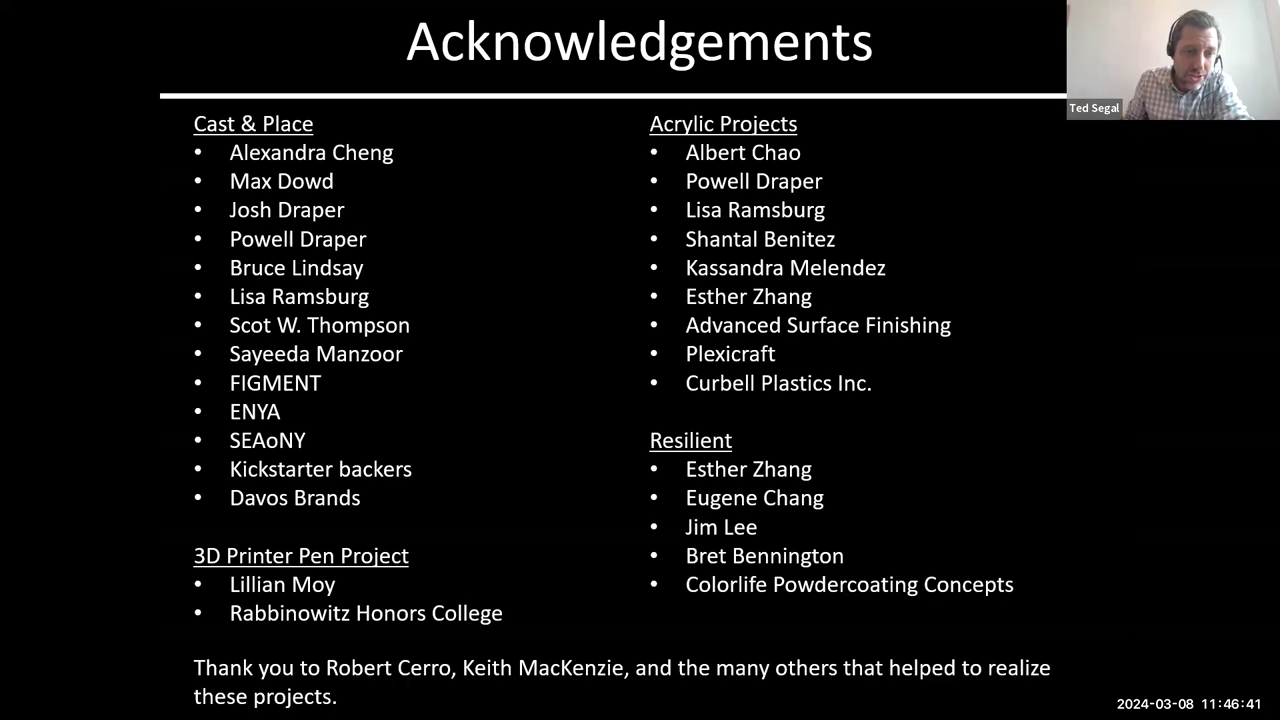 Acknowledgements
Ted Segal
Cast & Place
• Alexandra Cheng
• Max Dowd
• Josh Draper
• Powell Draper
• Bruce Lindsay
• Lisa Ramsburg
• Scot W. Thompson
• Sayeeda Manzoor
• FIGMENT
• ENYA
• SEAoNY
• Kickstarter backers
• Davos Brands
3D Printer Pen Project
• Lillian Moy
• Rabbinowitz Honors College
Acrylic Projects
• Albert Chao
• Powell Draper
• Lisa Ramsburg
• Shantal Benitez
• Kassandra Melendez
• Esther Zhang
• Advanced Surface Finishing
• Plexicraft
• Curbell Plastics Inc.
Resilient
• Esther Zhang
• Eugene Chang
• Jim Lee
• Bret Bennington
• Colorlife Powdercoating Concepts
Thank you to Robert Cerro, Keith MacKenzie, and the many others that helped to realize
these projects.
2024-03-08 11:46:41